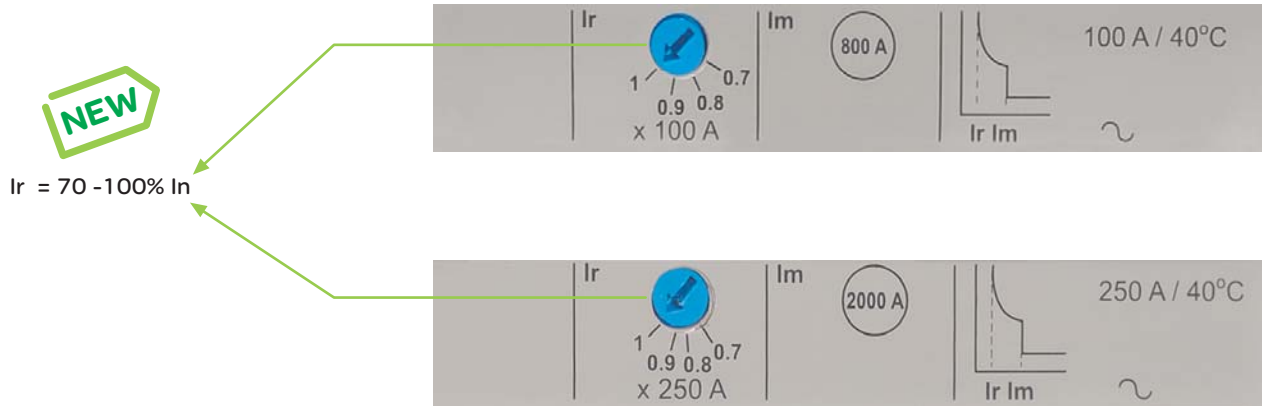 NEW
Ir = 70 -100% In
Ir
1
0.9
0.8
0.7
x 100 A
Im
800 A
Ir Im
100 A / 40°C
Ir
1
0.9
0.8
0.7
x 250 A
Im
2000 A
Ir Im
250 A / 40°C